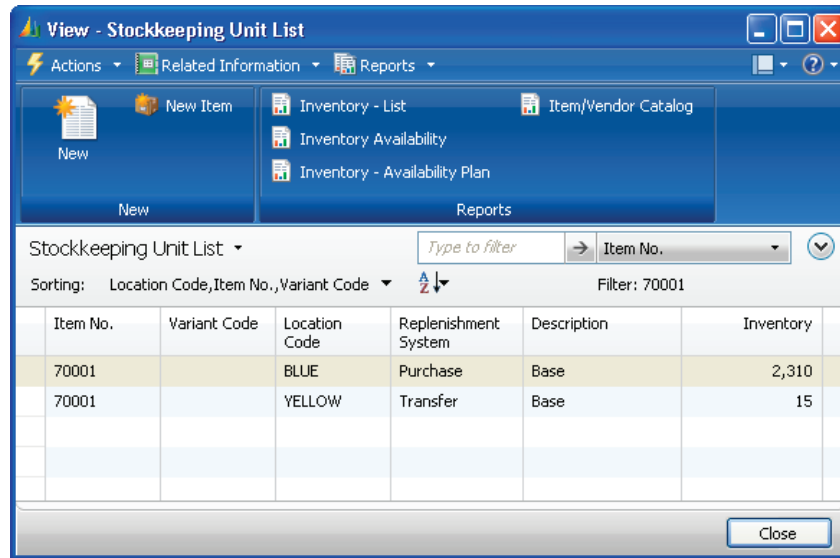 View - Stockkeeping Unit List
Actions Related Information Reports
New Item Inventory - List Item/Vendor Catalog
New Inventory Availability
Inventory - Availability Plan
New Reports
Stockkeeping Unit List Type to filter Item No.
Sorting: Location Code,Item No.,Variant Code Filter: 70001
Item No. Variant Code Location Code Replenishment System Description Inventory
70001 BLUE Purchase Base 2,310
70001 YELLOW Transfer Base 15
Close